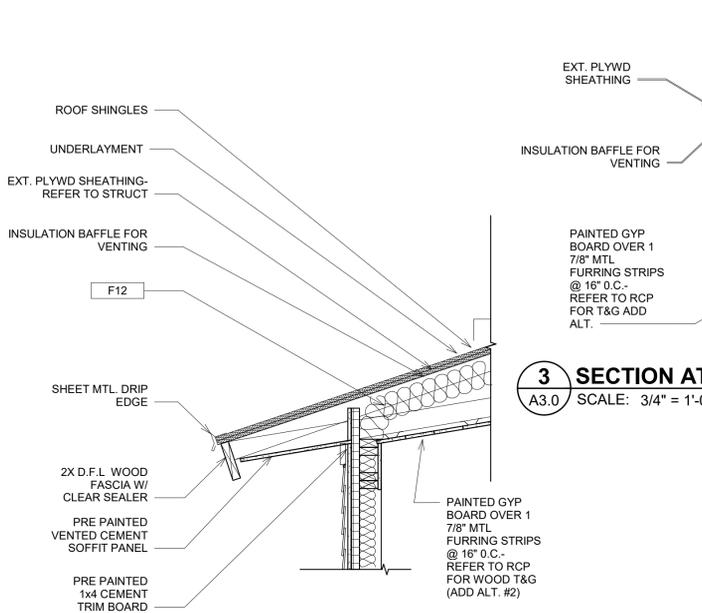 ROOF SHINGLES
UNDERLAYMENT
EXT. PLYWD SHEATHING-
REFER TO STRUCT
INSULATION BAFFLE FOR
VENTING
F12
SHEET MTL. DRIP
EDGE
2X D.F.L WOOD
FASCIA W/
CLEAR SEALER
PRE PAINTED
VENTED CEMENT
SOFFIT PANEL
PRE PAINTED
1x4 CEMENT
TRIM BOARD
PAINTED GYP
BOARD OVER 1
7/8" MTL
FURRING STRIPS
@ 16" 0.C.-
REFER TO RCP
FOR WOOD T&G
(ADD ALT. #2)
EXT. PLYWD
SHEATHING
INSULATION BAFFLE FOR
VENTING
PAINTED GYP
BOARD OVER 1
7/8" MTL
FURRING STRIPS
@ 16" 0.C.-
REFER TO RCP
FOR T&G ADD
ALT.
3 SECTION AT
A3.0 SCALE: 3/4" = 1'-0